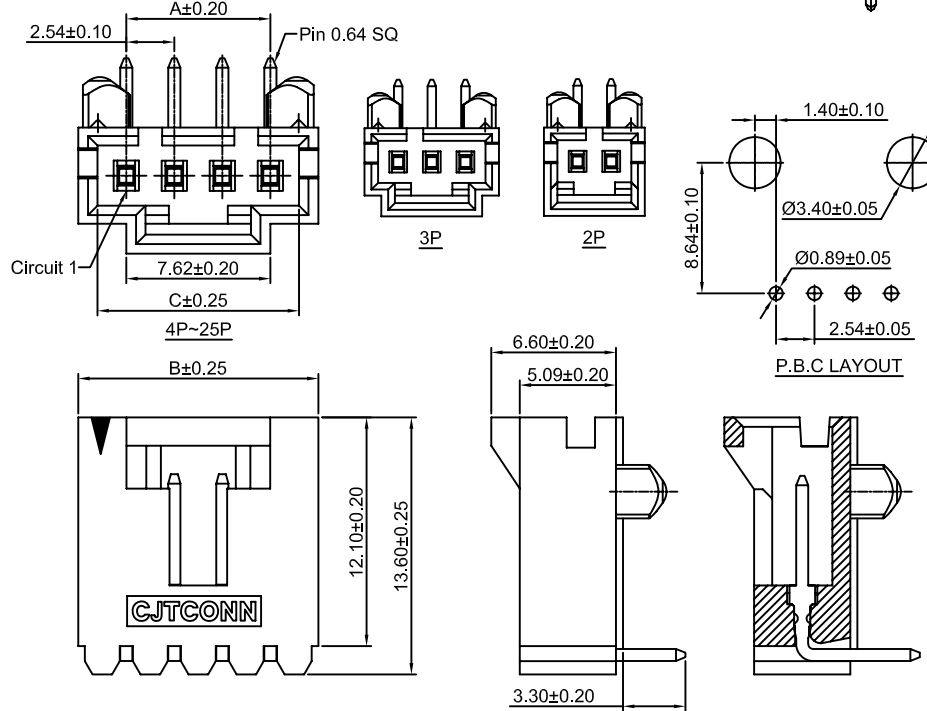 A±0.20
2.54±0.10
Pin 0.64 SQ
1.40±0.10
8.64±0.10
Ø3.40±0.05
3P
2P
Ø0.89±0.05
Circuit 1
7.62±0.20
C±0.25
4P~25P
2.54±0.05
P.B.C LAYOUT
6.60±0.20
B±0.25
5.09±0.20
12.10±0.20
13.60±0.25
CJTCONN
3.30±0.20